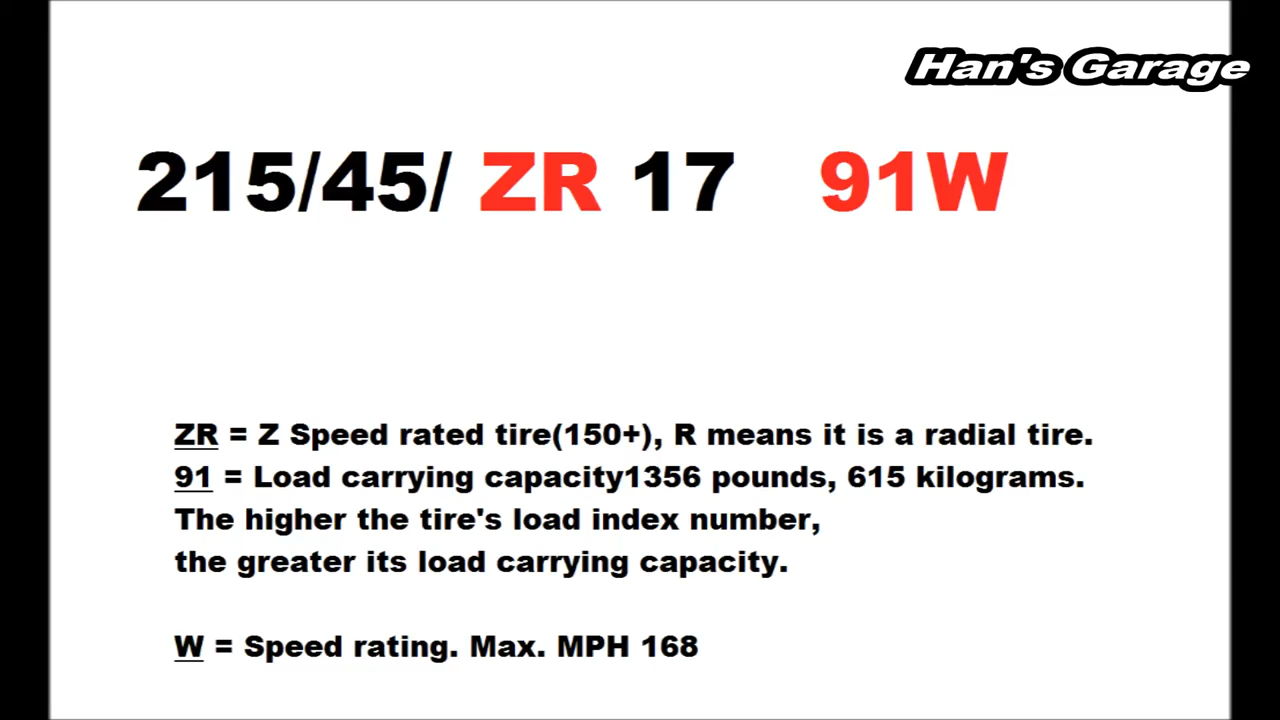 Han's Garage
215/45/ ZR 17 91W
ZR = Z Speed rated tire(150+), R means it is a radial tire.
91 = Load carrying capacity1356 pounds, 615 kilograms.
The higher the tire's load index number,
the greater its load carrying capacity.
W = Speed rating. Max. MPH 168